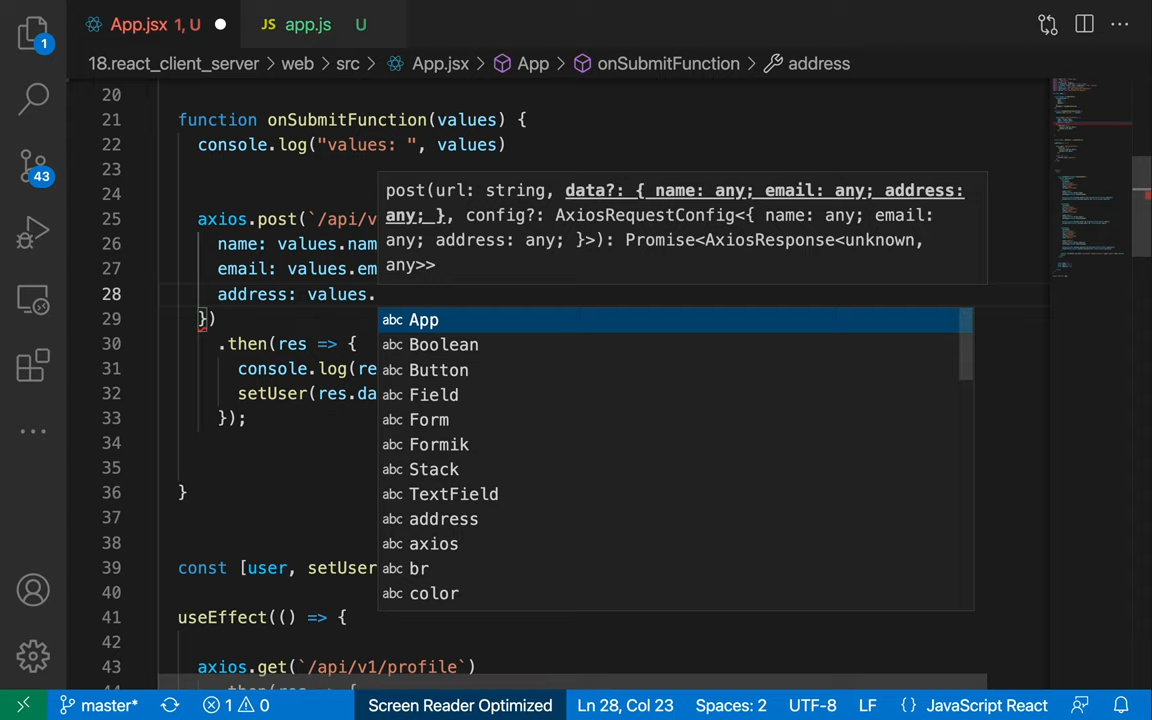 App.jsx 1, U
JS app.js U
1
18.react_client_server > web > src > App.jsx > App > onSubmitFunction > address
20
21 function onSubmitFunction(values) {
22 console.log("values: ", values)
23
24
post(url: string, data?: { name: any; email: any; address:
any; }, config?: AxiosRequestConfig<{ name: any; email:
any; address: any; }>): Promise<AxiosResponse<unknown,
any>>
25 axios.post(`/api/v
26 name: values.nam
27 email: values.em
28 address: values.
29 })
30 .then(res => {
31 console.log(re
32 setUser(res.da
33 });
34
35
36 }
37
38
39 const [user, setUser
40
41 useEffect(() => {
42
43 axios.get(`/api/v1/profile`)
abc App
abc Boolean
abc Button
abc Field
abc Form
abc Formik
abc Stack
abc TextField
abc address
abc axios
abc br
abc color
43
master* 1 0 Screen Reader Optimized Ln 28, Col 23 Spaces: 2 UTF-8 LF {} JavaScript React